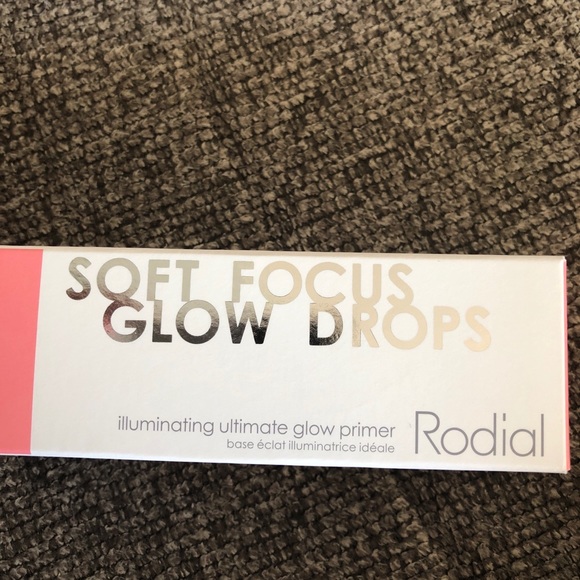 SOFT FOCUS
GLOW DROPS
illuminating ultimate glow primer
base éclat illuminatrice idéale
Rodial